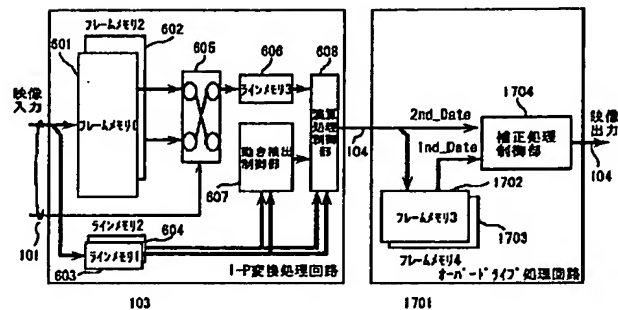 フレームメモリ2
601
602
605
606
608
映像
入力
フレームメモリ1
ラインメモリ3
演算
処理
制御
部
動き検出
制御部
607
104
ラインメモリ2
604
ラインメモリ1
603
101
I-P変換処理回路
103
2nd_Date
1nd_Date
1704
補正処理
制御部
映像
出力
104
1702
フレームメモリ3
1703
フレームメモリ4
オーバードライブ処理回路
1701